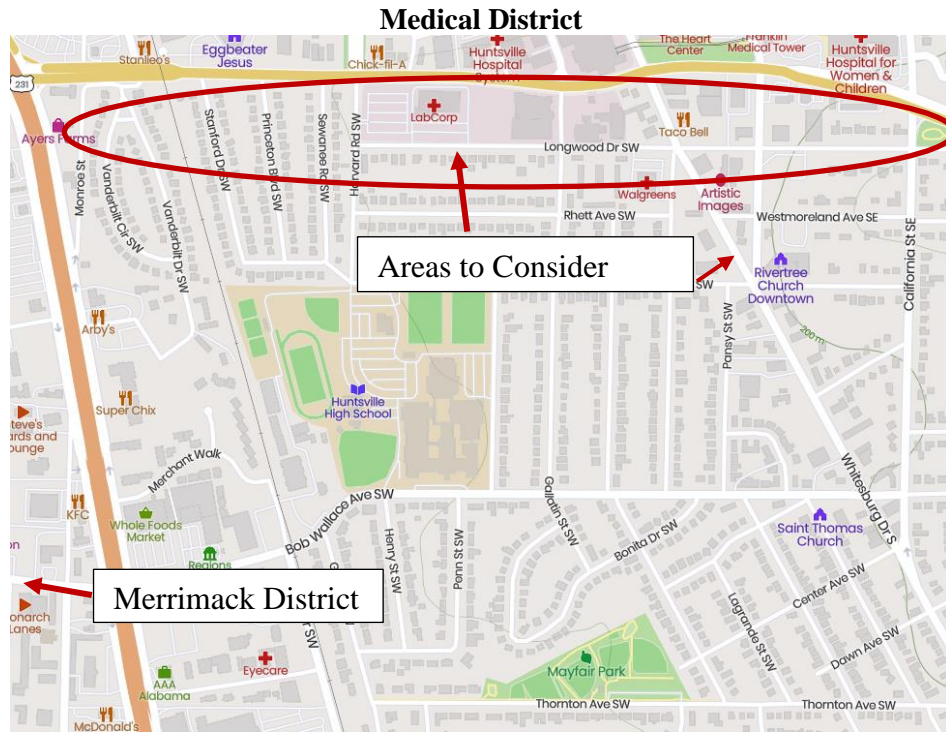 Medical District
Stanlieo's
Eggbeater
Jesus
Chick-fil-A
Huntsville
Hospital
System
The Heart
Center
Franklin
Medical Tower
Huntsville
Hospital for
Women &
Children
231
Ayers Farms
LabCorp
Taco Bell
Longwood Dr SW
Stanford Dr SW
Princeton Blvd SW
Sewanee Rd SW
Harvard Rd SW
Monroe St
Vanderbilt Cir SW
Vanderbilt Dr SW
Walgreens
Artistic
Images
Rhett Ave SW
Westmoreland Ave SE
California St SE
Areas to Consider
SW
Rivertree
Church
Downtown
Pansy St SW
200 m
Arby's
Super Chix
Huntsville
High School
Merchant Walk
KFC
Whole Foods
Market
Regions
Bob Wallace Ave SW
Henry St SW
Penn St SW
Gallatin St SW
Bonita Dr SW
Whitesburg Dr S
Saint Thomas
Church
Center Ave SW
Lagrande St SW
Dawn Ave SW
Merrimack District
SW
Eyecare
AAA
Alabama
Mayfair Park
Thornton Ave SW
Thornton Ave SW
McDonald's